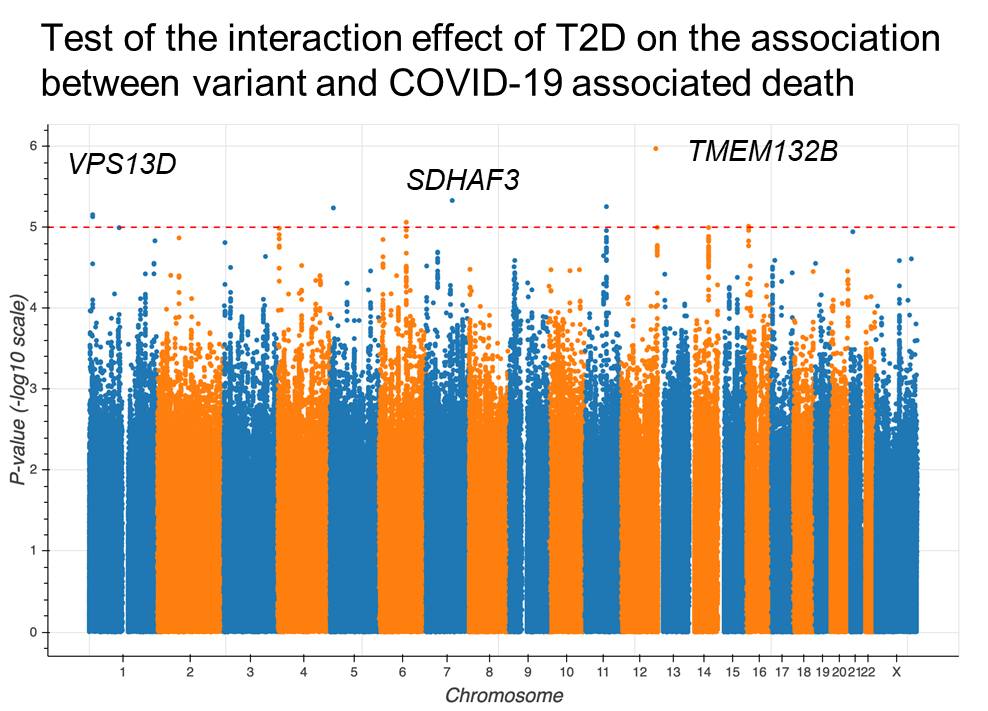 Test of the interaction effect of T2D on the association
between variant and COVID-19 associated death
VPS13D
SDHAF3
TMEM132B
6
5
4
3
2
1
0
P-value (-log10 scale)
1 2 3 4 5 6 7 8 9 10 11 12 13 14 15 16 17 18 19 20 21 22 X
Chromosome